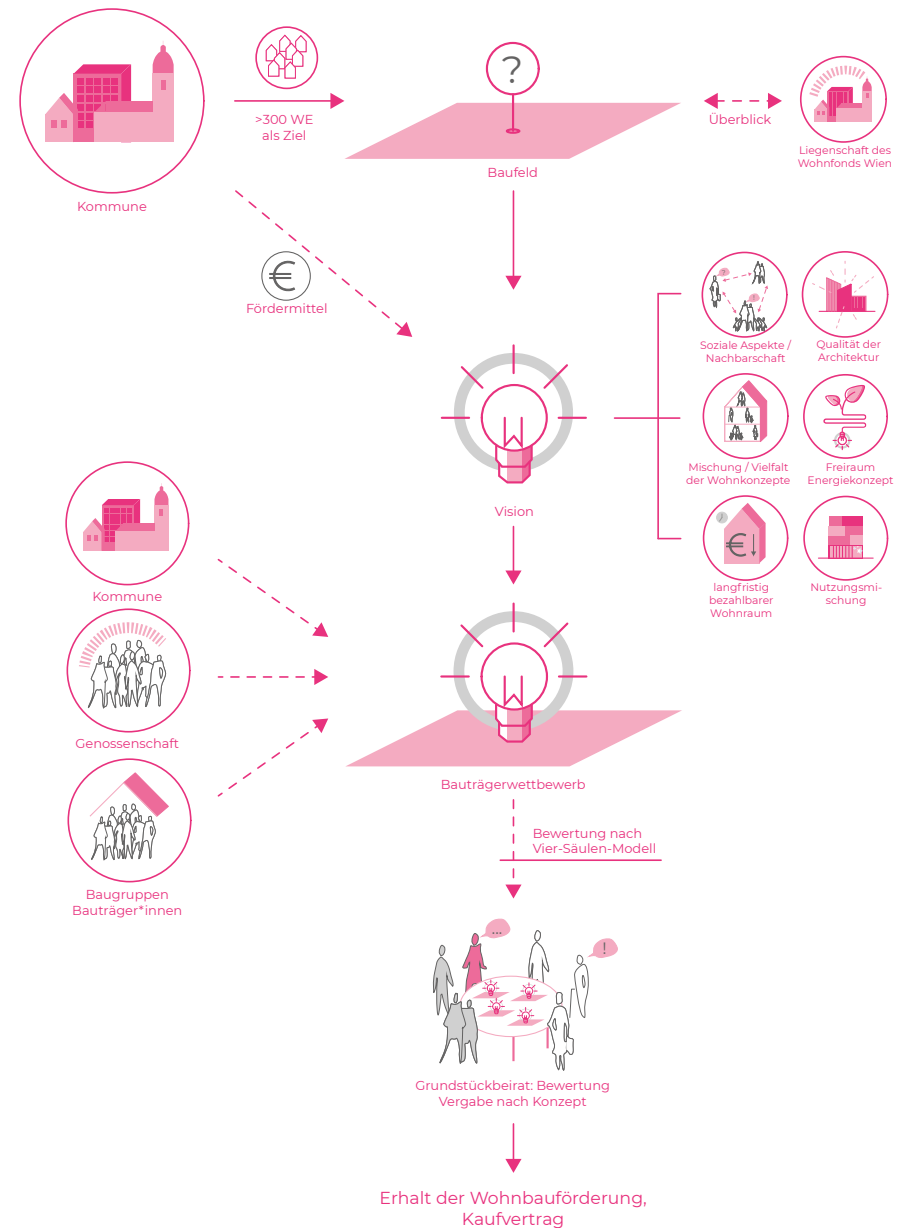 ?
>300 WE
als Ziel
Überblick
Liegenschaft des
Wohnfonds Wien
Baufeld
Kommune
€
Fördermittel
Soziale Aspekte /
Nachbarschaft
Qualität der
Architektur
Mischung / Vielfalt
der Wohnkonzepte
Freiraum
Energiekonzept
€
langfristig
bezahlbarer
Wohnraum
Nutzungsmi-
schung
Vision
Kommune
Genossenschaft
Baugruppen
Bauträger*innen
Bauträgerwettbewerb
Bewertung nach
Vier-Säulen-Modell
...
!
Grundstückbeirat: Bewertung
Vergabe nach Konzept
Erhalt der Wohnbauförderung,
Kaufvertrag